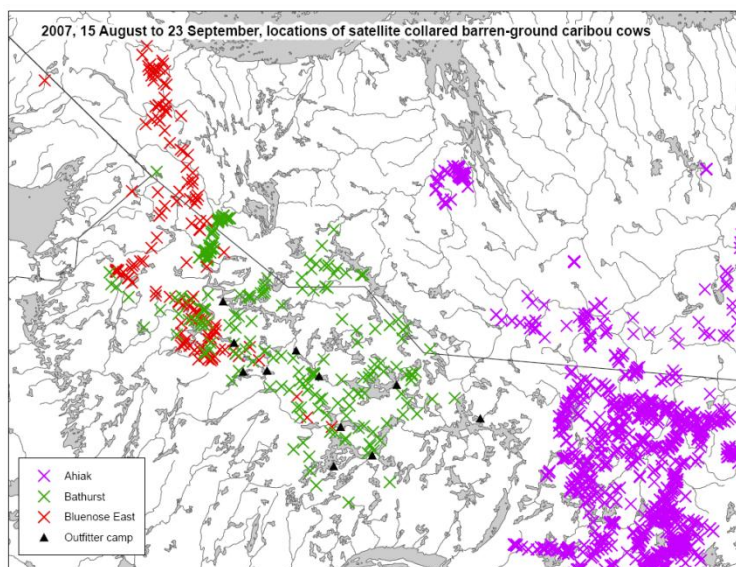 2007, 15 August to 23 September, locations of satellite collared barren-ground caribou cows
Ahiak
Bathurst
Bluenose East
Outfitter camp